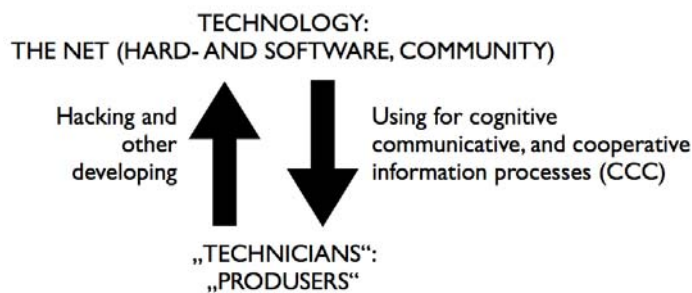 TECHNOLOGY:
THE NET (HARD- AND SOFTWARE, COMMUNITY)
Hacking and
other
developing
Using for cognitive
communicative, and cooperative
information processes (CCC)
„TECHNICIANS“:
„PRODUSERS“